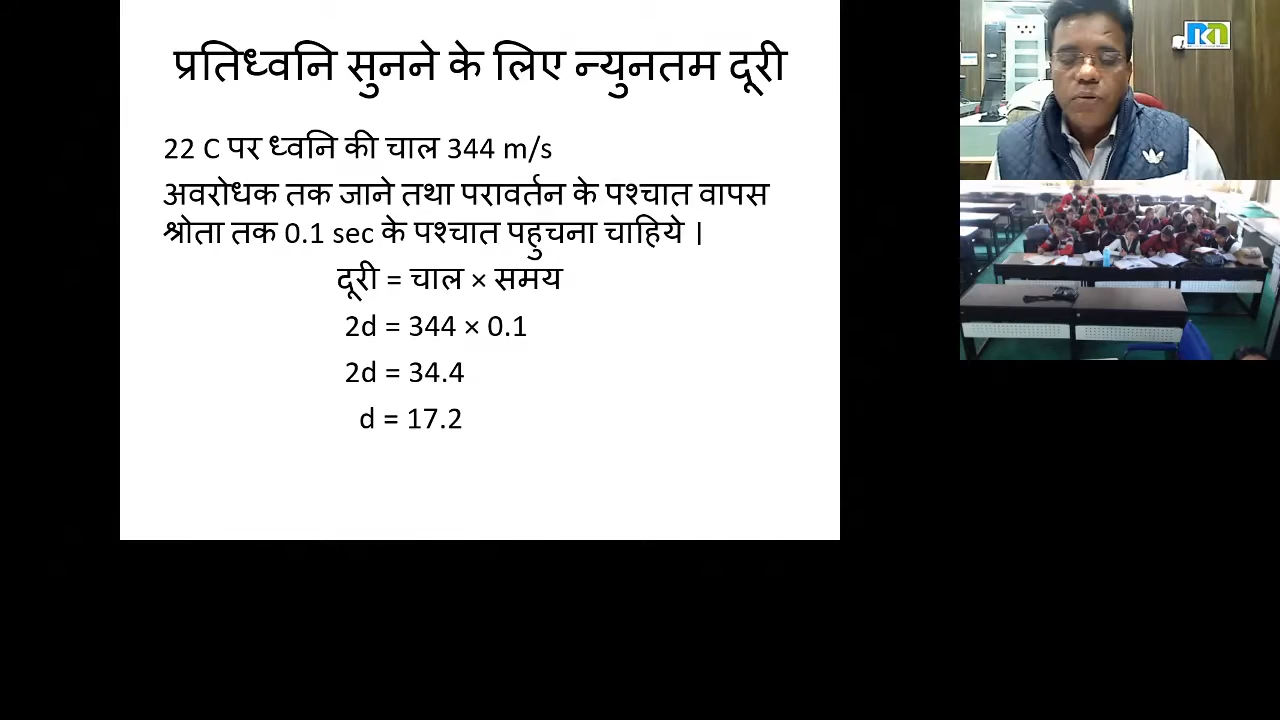 प्रतिध्वनि सुनने के लिए न्युनतम दूरी
22 C पर ध्वनि की चाल 344 m/s
अवरोधक तक जाने तथा परावर्तन के पश्चात वापस
श्रोता तक 0.1 sec के पश्चात पहुचना चाहिये ।
दूरी = चाल × समय
2d = 344 × 0.1
2d = 34.4
d = 17.2